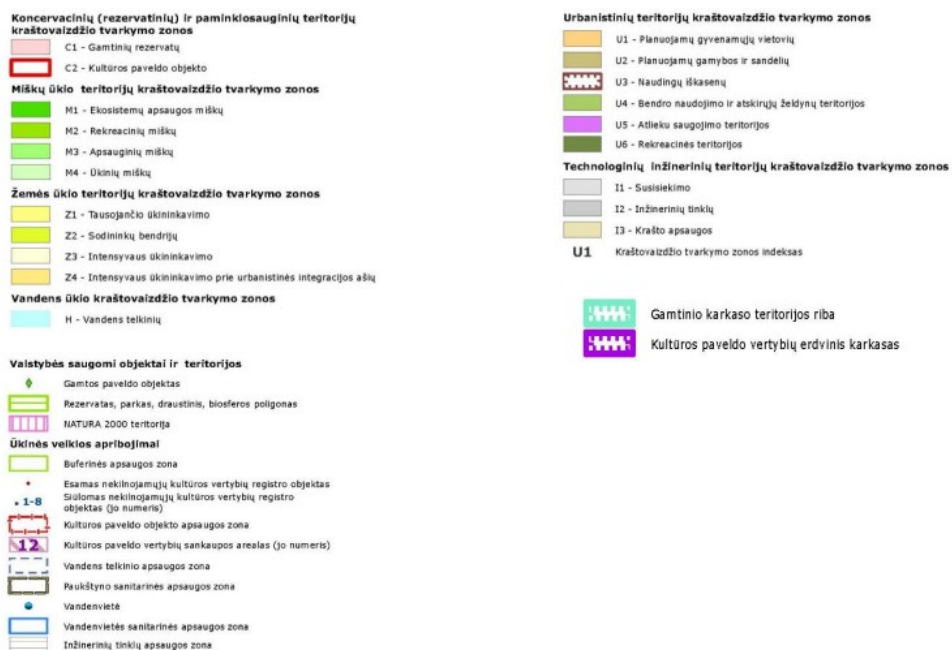 Koncervacinių (rezervatinių) ir paminklosauginių teritorijų
kraštovaizdžio tvarkymo zonos
C1 - Gamtinių rezervatų
C2 - Kultūros paveldo objekto
Miškų ūkio teritorijų kraštovaizdžio tvarkymo zonos
M1 - Ekosistemų apsaugos miškų
M2 - Rekreacinių miškų
M3 - Apsauginių miškų
M4 - Ūkinių miškų
Žemės ūkio teritorijų kraštovaizdžio tvarkymo zonos
Z1 - Tausojančio ūkininkavimo
Z2 - Sodininkų bendrijų
Z3 - Intensyvaus ūkininkavimo
Z4 - Intensyvaus ūkininkavimo prie urbanistinės integracijos ašių
Vandens ūkio kraštovaizdžio tvarkymo zonos
H - Vandens telkinių
Valstybės saugomi objektai ir teritorijos
Gamtos paveldo objektas
Rezervatas, parkas, draustinis, biosferos poligonas
NATURA 2000 teritorija
Ūkinės veiklos apribojimai
Buferinės apsaugos zona
Esamas nekilnojamųjų kultūros vertybių registro objektas
1-8 Siūlomas nekilnojamųjų kultūros vertybių registro
objektas (jo numeris)
Kultūros paveldo objekto apsaugos zona
12 Kultūros paveldo vertybių sankaupos arealas (jo numeris)
Vandens telkinio apsaugos zona
Paukštyno sanitarinės apsaugos zona
Vandenvietė
Vandenvietės sanitarinės apsaugos zona
Inžinerinių tinklų apsaugos zona
Urbanistinių teritorijų kraštovaizdžio tvarkymo zonos
U1 - Planuojamų gyvenamųjų vietovių
U2 - Planuojamų gamybos ir sandėlių
U3 - Naudingų iškasenų
U4 - Bendro naudojimo ir atskirųjų želdynų teritorijos
U5 - Atlieku saugojimo teritorijos
U6 - Rekreacinės teritorijos
Technologinių inžinerinių teritorijų kraštovaizdžio tvarkymo zonos
I1 - Susisiekimo
I2 - Inžinerinių tinklų
I3 - Krašto apsaugos
U1 Kraštovaizdžio tvarkymo zonos indeksas
Gamtinio karkaso teritorijos riba
Kultūros paveldo vertybių erdvinis karkasas